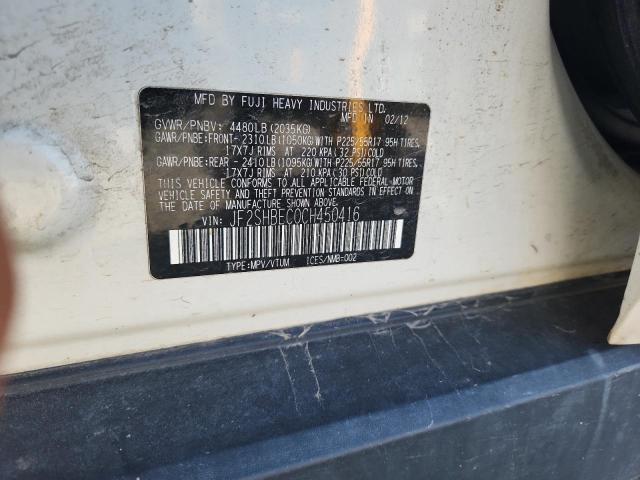 MFD BY FUJI HEAVY INDUSTRIES LTD.
MFD IN 02/12
GVWR/PNBV: 4480LB(2035KG)
GAWR/PNBE:FRONT- 2310LB(1050KG)WITH P225/55R17 95H TIRES,
17X7J RIMS AT 220 KPA(32 PSI)COLD
GAWR/PNBE:REAR - 2410LB(1095KG)WITH P225/55R17 95H TIRES,
17X7J RIMS AT 210 KPA(30 PSI)COLD
THIS VEHICLE CONFORMS TO ALL APPLICABLE FEDERAL MOTOR
VEHICLE SAFETY AND THEFT PREVENTION STANDARDS IN EFFECT ON
THE DATE OF MANUFACTURE SHOWN ABOVE.
VIN: JF2SHBEC0CH450416
TYPE:MPV/VTUM ICES/NMB-002